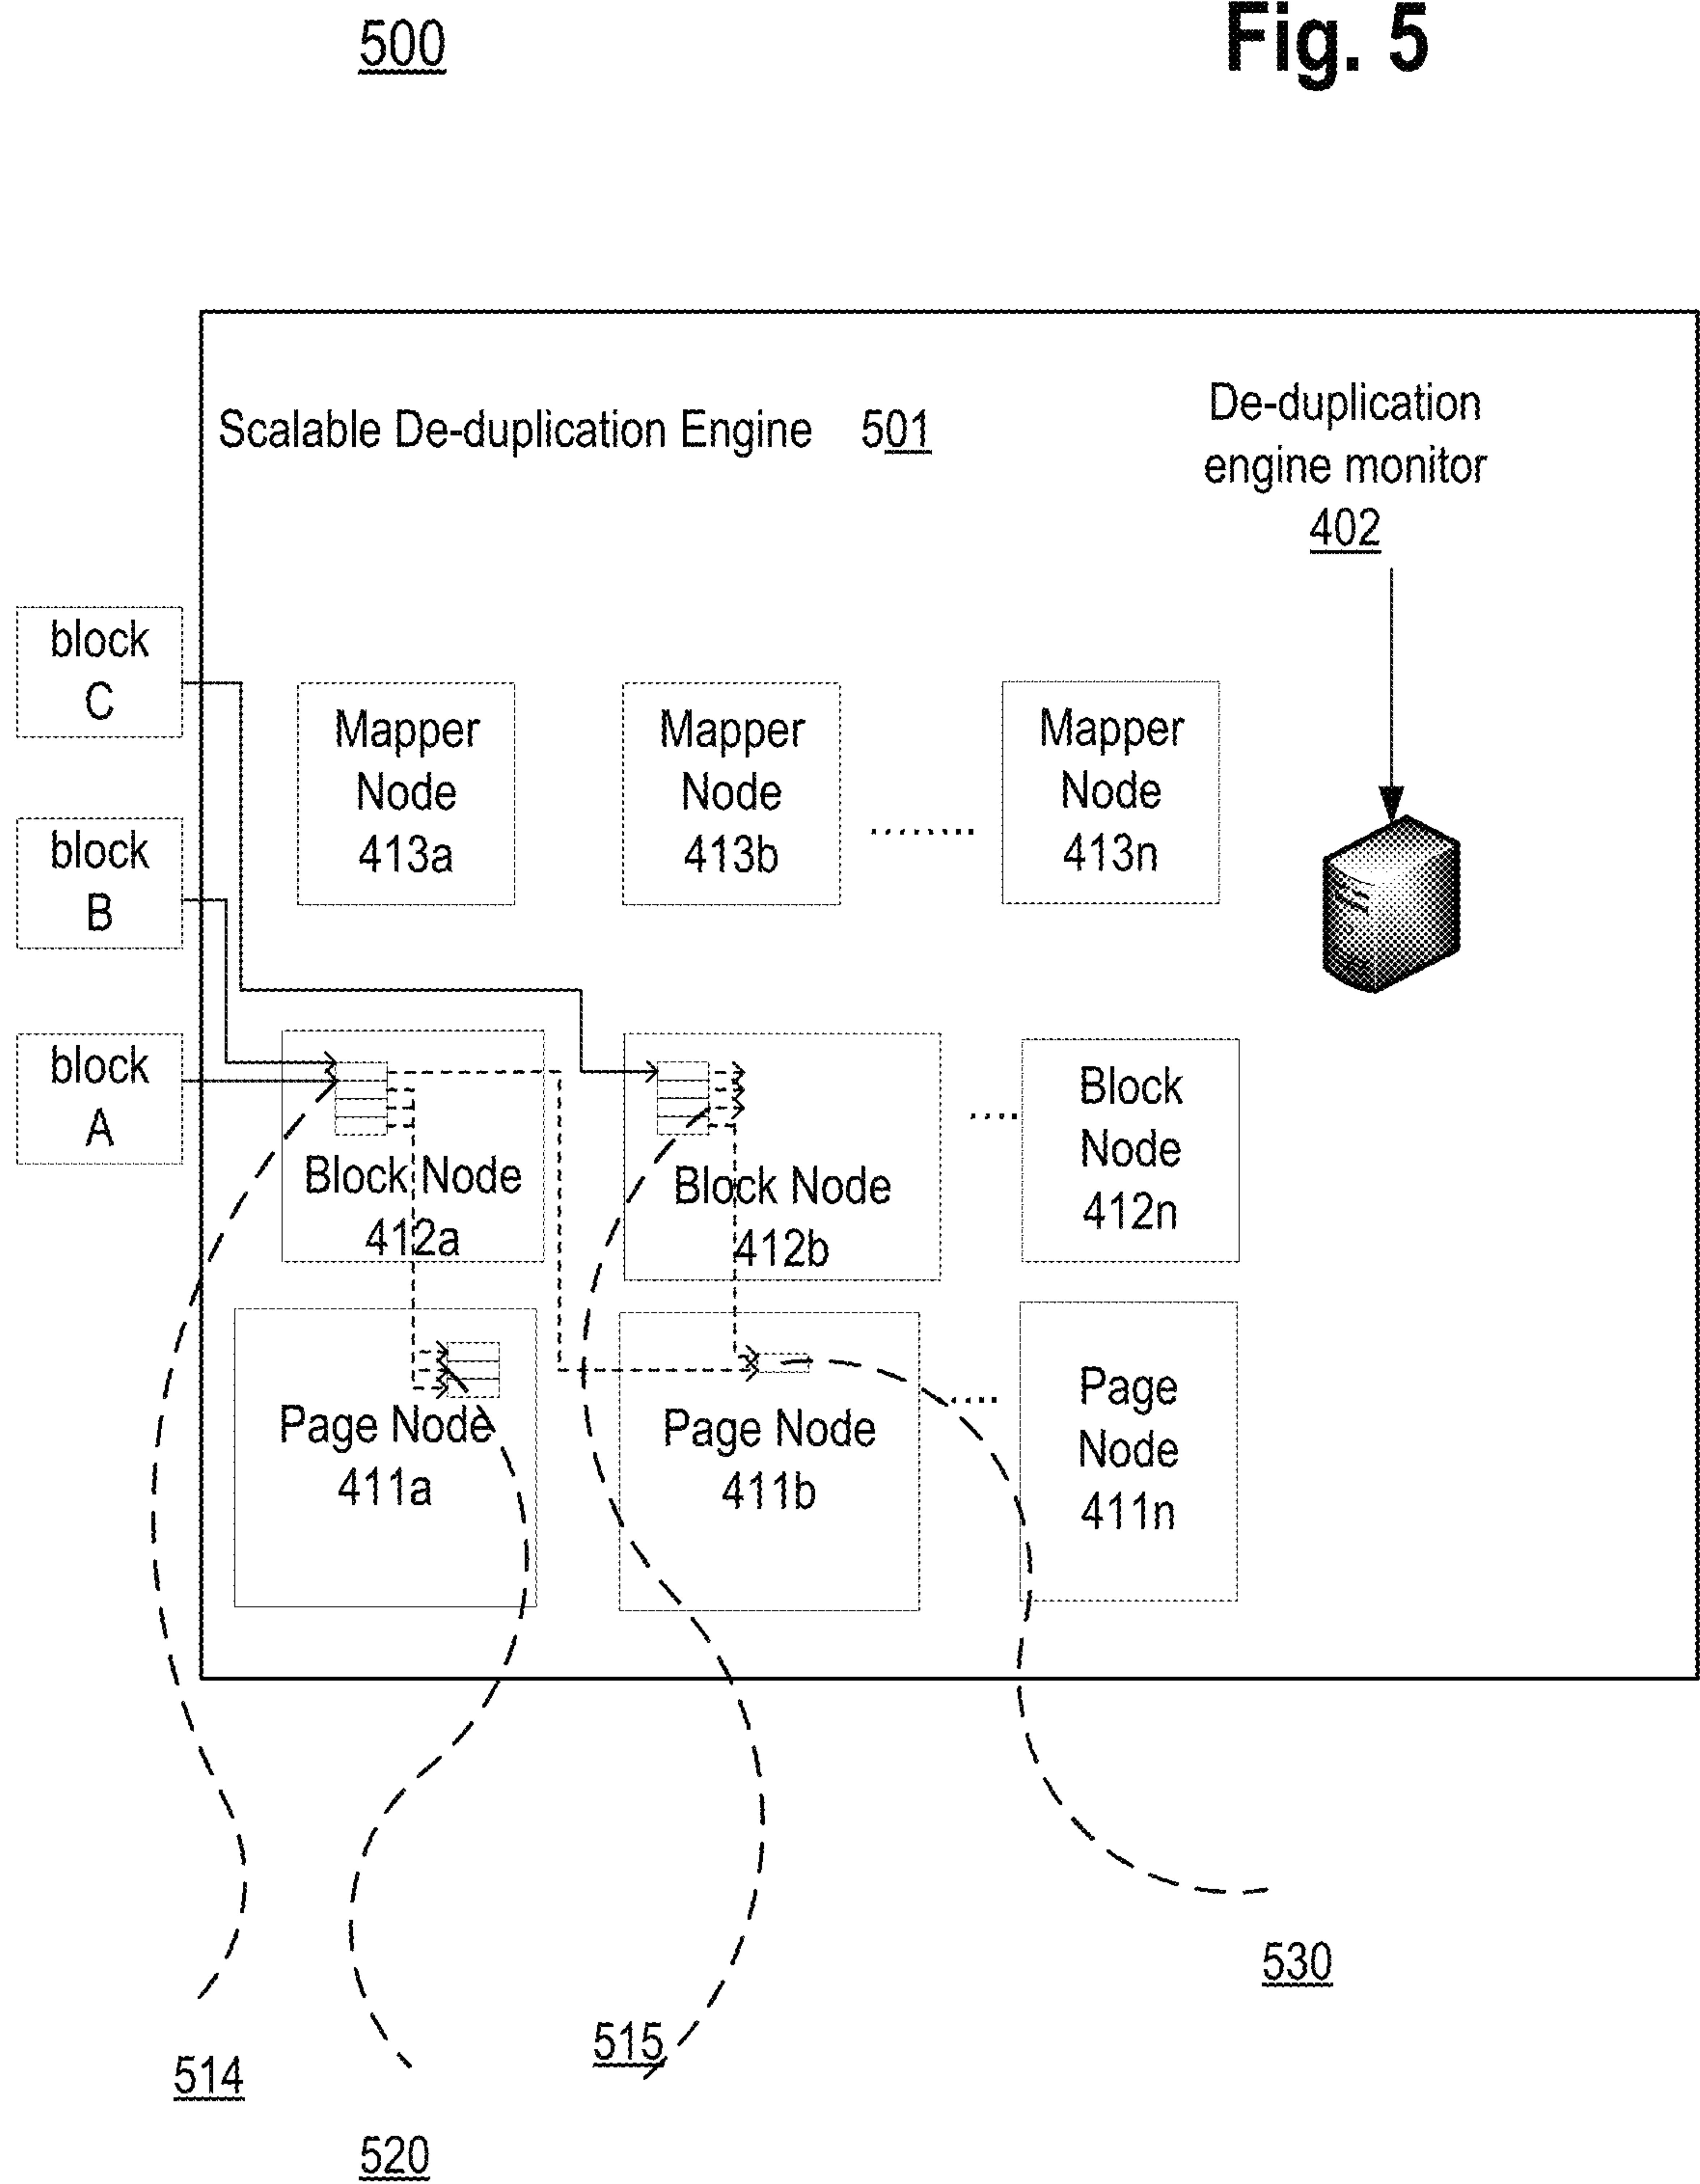 500
Fig. 5
Scalable De-duplication Engine 501
De-duplication
engine monitor
402
block
C
block
B
block
A
Mapper
Node
413a
Mapper
Node
413b
Mapper
Node
413n
Block Node
412a
Block Node
412b
Block
Node
412n
Page Node
411a
Page Node
411b
Page
Node
411n
530
515
514
520